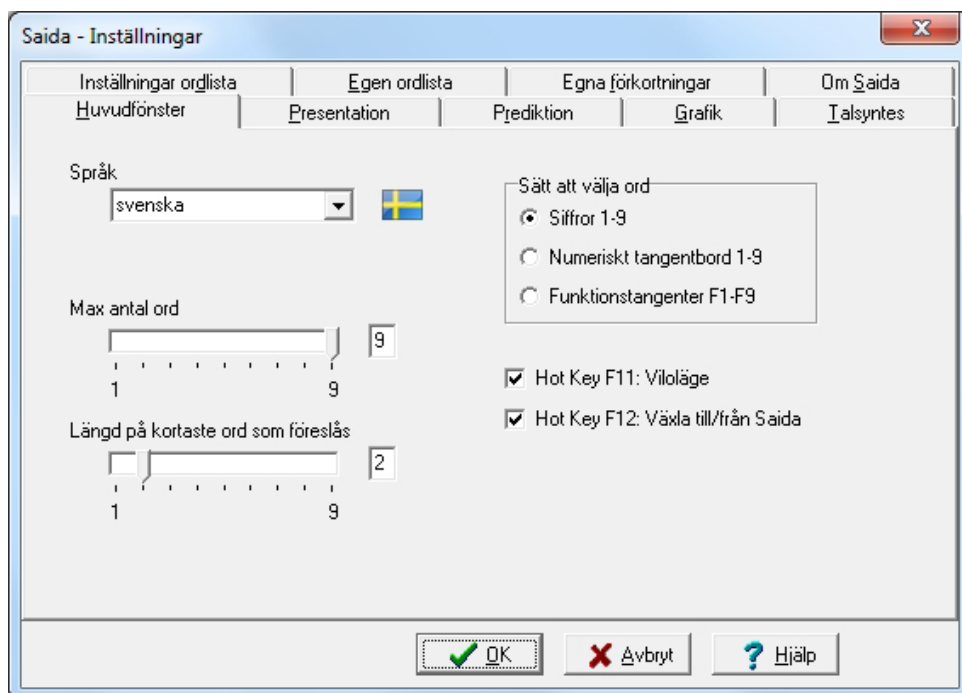 Saida - Inställningar
Inställningar ordlista Egen ordlista Egna förkortningar Om Saida
Huvudfönster Presentation Prediktion Grafik Talsyntes
Språk
svenska
Sätt att välja ord
Siffror 1-9
Numeriskt tangentbord 1-9
Funktionstangenter F1-F9
Max antal ord
9
1 9
Längd på kortaste ord som föreslås
2
1 9
Hot Key F11: Viloläge
Hot Key F12: Växla till/från Saida
OK Avbryt Hjälp